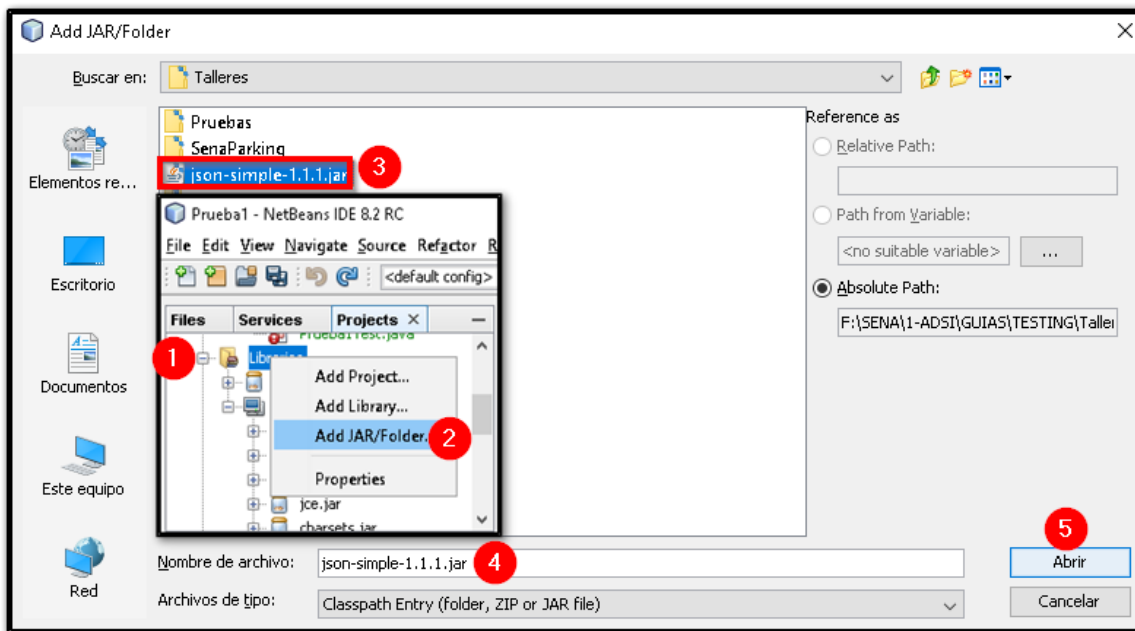 Add JAR/Folder
Buscar en:
Talleres
Elementos re...
Escritorio
Documentos
Este equipo
Red
Pruebas
SenaParking
json-simple-1.1.1.jar
3
Prueba1 - NetBeans IDE 8.2 RC
File Edit View Navigate Source Refactor R
<default config>
Files Services Projects
Prueba1Test.java
1
Libraries
Add Project...
Add Library...
Add JAR/Folder.
2
Properties
jce.jar
charsets.jar
Reference as
Relative Path:
Path from Variable:
<no suitable variable>
...
Absolute Path:
F:\SENA\1-ADSI\GUIAS\TESTING\Taller
Nombre de archivo:
json-simple-1.1.1.jar
4
Archivos de tipo:
Classpath Entry (folder, ZIP or JAR file)
5
Abrir
Cancelar